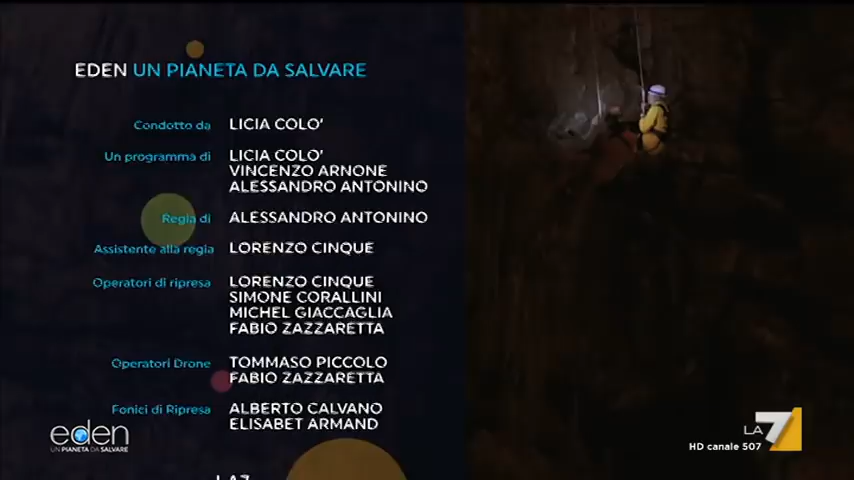 EDEN UN PIANETA DA SALVARE
Condotto da LICIA COLO'
Un programma di LICIA COLO'
VINCENZO ARNONE
ALESSANDRO ANTONINO
Regia di ALESSANDRO ANTONINO
Assistente alla regia LORENZO CINQUE
Operatori di ripresa LORENZO CINQUE
SIMONE CORALLINI
MICHEL GIACCAGLIA
FABIO ZAZZARETTA
Operatori Drone TOMMASO PICCOLO
FABIO ZAZZARETTA
Fonici di Ripresa ALBERTO CALVANO
ELISABET ARMAND
eden
UN PIANETA DA SALVARE
LA7
HD canale 507
LA7